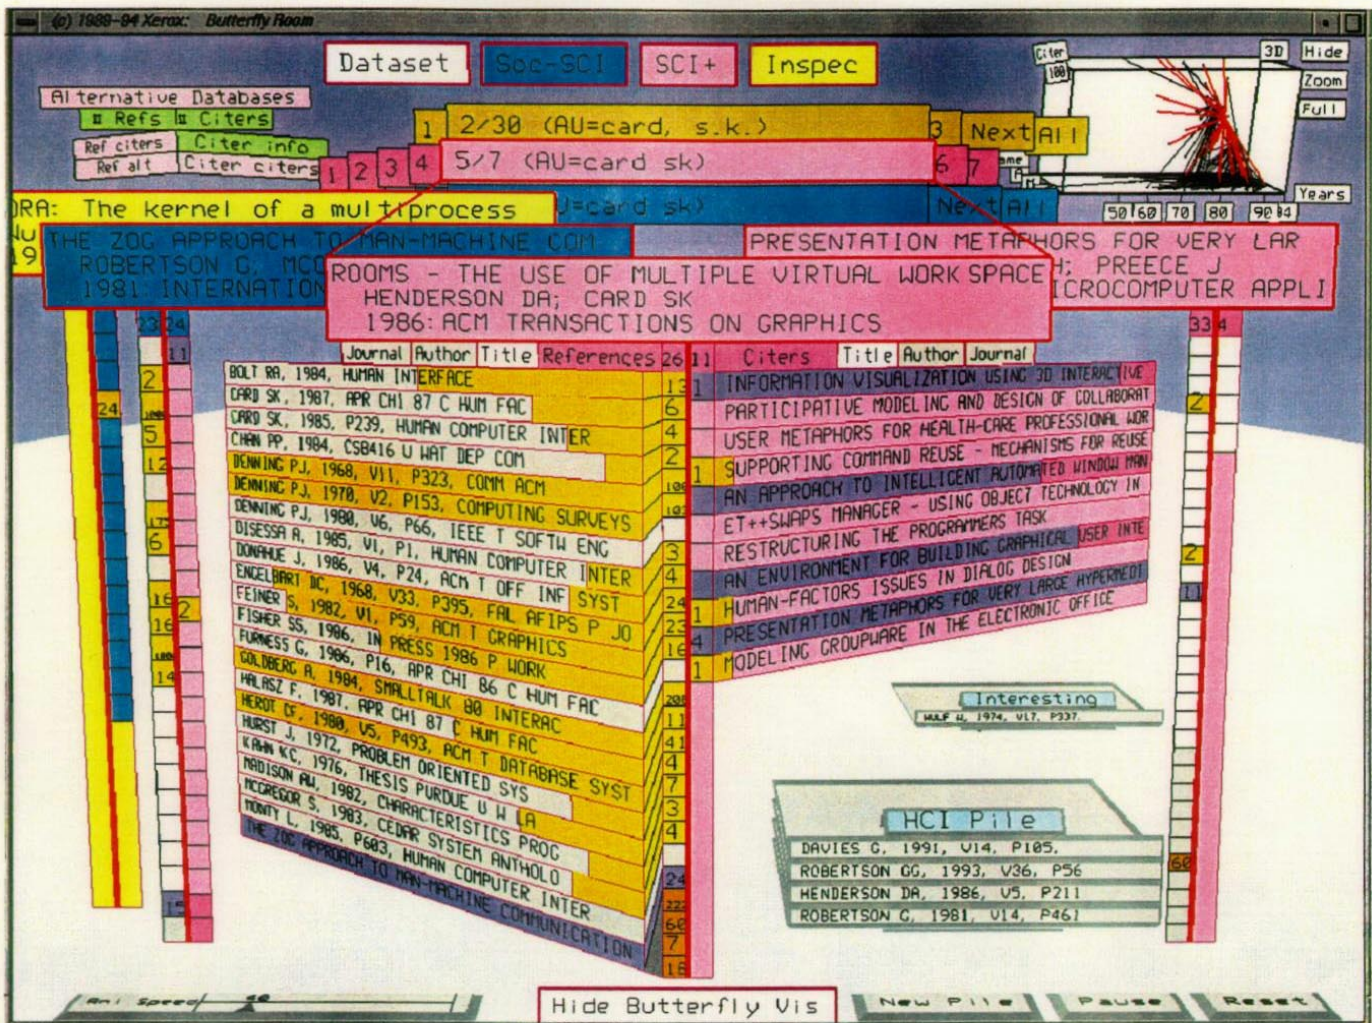 (c) 1989-94 Xerox: Butterfly Room
Dataset Soc-SCI SCI+ Inspec
Citer 100 3D Hide
Zoom
Full
Alternative Databases
Refs Citers
Ref citers Citer info
Ref alt Citer citers
1 2/30 (AU=card, s.k.) 3 Next All
1 2 3 4 5/7 (AU=card sk) 6 7
U=card sk) Next All
50 60 70 80 90 94 Years
ORA: The kernel of a multiprocess
THE ZOG APPROACH TO MAN-MACHINE COM
ROBERTSON G, MCC
1981: INTERNATION
ROOMS - THE USE OF MULTIPLE VIRTUAL WORK SPACE
HENDERSON DA; CARD SK
1986: ACM TRANSACTIONS ON GRAPHICS
PRESENTATION METAPHORS FOR VERY LAR
H; PREECE J
ICROCOMPUTER APPLI
Journal Author Title References 26 11 Citers Title Author Journal
BOLT RA, 1984, HUMAN INTERFACE
CARD SK, 1987, APR CHI 87 C HUM FAC
CARD SK, 1985, P239, HUMAN COMPUTER INTER
CHAN PP, 1984, CS8416 U WAT DEP COM
DENNING PJ, 1968, V11, P323, COMM ACM
DENNING PJ, 1970, V2, P153, COMPUTING SURVEYS
DENNING PJ, 1980, V6, P66, IEEE T SOFTW ENG
DISESSA A, 1985, V1, P1, HUMAN COMPUTER INTER
DONAHUE J, 1986, V4, P24, ACM T OFF INF SYST
ENGELBART DC, 1968, V33, P395, FAL AFIPS P JO
FEINER S, 1982, V1, P59, ACM T GRAPHICS
FISHER SS, 1986, IN PRESS 1986 P WORK
FURNESS G, 1986, P16, APR CHI 86 C HUM FAC
GOLDBERG A, 1984, SMALLTALK 80 INTERAC
HALASZ F, 1987, APR CHI 87 C HUM FAC
HEROT CF, 1980, V5, P493, ACM T DATABASE SYST
HURST J, 1972, PROBLEM ORIENTED SYS
KAHN KC, 1976, THESIS PURDUE U W LA
MADISON AW, 1982, CHARACTERISTICS PROG
MCGREGOR S, 1983, CEDAR SYSTEM ANTHOLO
MONTY L, 1985, P603, HUMAN COMPUTER INTER
THE ZOG APPROACH TO MAN-MACHINE COMMUNICATION
INFORMATION VISUALIZATION USING 3D INTERACTIVE
PARTICIPATIVE MODELING AND DESIGN OF COLLABORAT
USER METAPHORS FOR HEALTH-CARE PROFESSIONAL WOR
SUPPORTING COMMAND REUSE - MECHANISMS FOR REUSE
AN APPROACH TO INTELLIGENT AUTOMATED WINDOW MAN
ET++SWAPS MANAGER - USING OBJECT TECHNOLOGY IN
RESTRUCTURING THE PROGRAMMERS TASK
AN ENVIRONMENT FOR BUILDING GRAPHICAL USER INTE
HUMAN-FACTORS ISSUES IN DIALOG DESIGN
PRESENTATION METAPHORS FOR VERY LARGE HYPERMEDI
MODELING GROUPWARE IN THE ELECTRONIC OFFICE
Interesting
WULF W, 1974, V17, P337,
HCI Pile
DAVIES G, 1991, V14, P105,
ROBERTSON GG, 1993, V36, P56
HENDERSON DA, 1986, V5, P211
ROBERTSON G, 1981, V14, P461
Ani Speed
Hide Butterfly Vis
New Pile Pause Reset